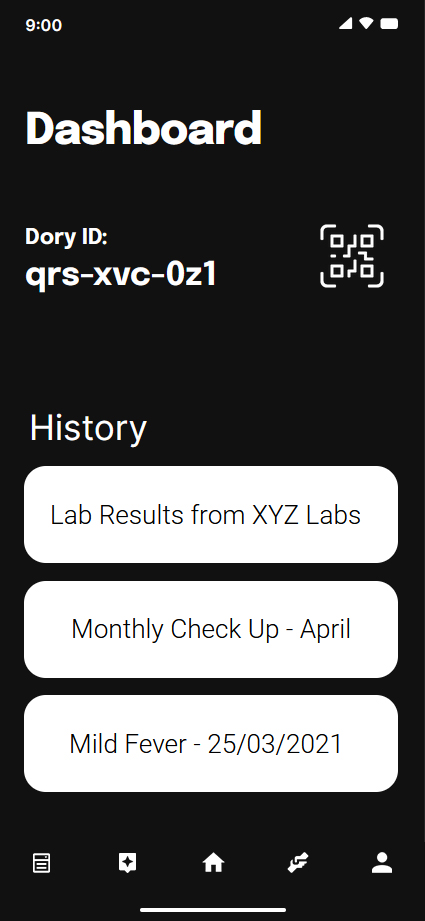 9:00
Dashboard
Dory ID:
qrs-xvc-0z1
History
Lab Results from XYZ Labs
Monthly Check Up - April
Mild Fever - 25/03/2021